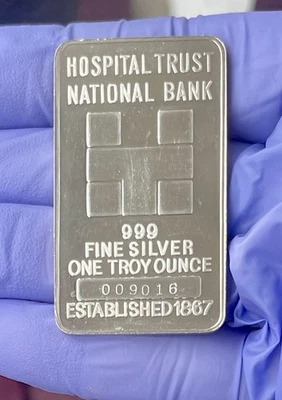 HOSPITAL TRUST
NATIONAL BANK
999
FINE SILVER
ONE TROY OUNCE
009016
ESTABLISHED 1867